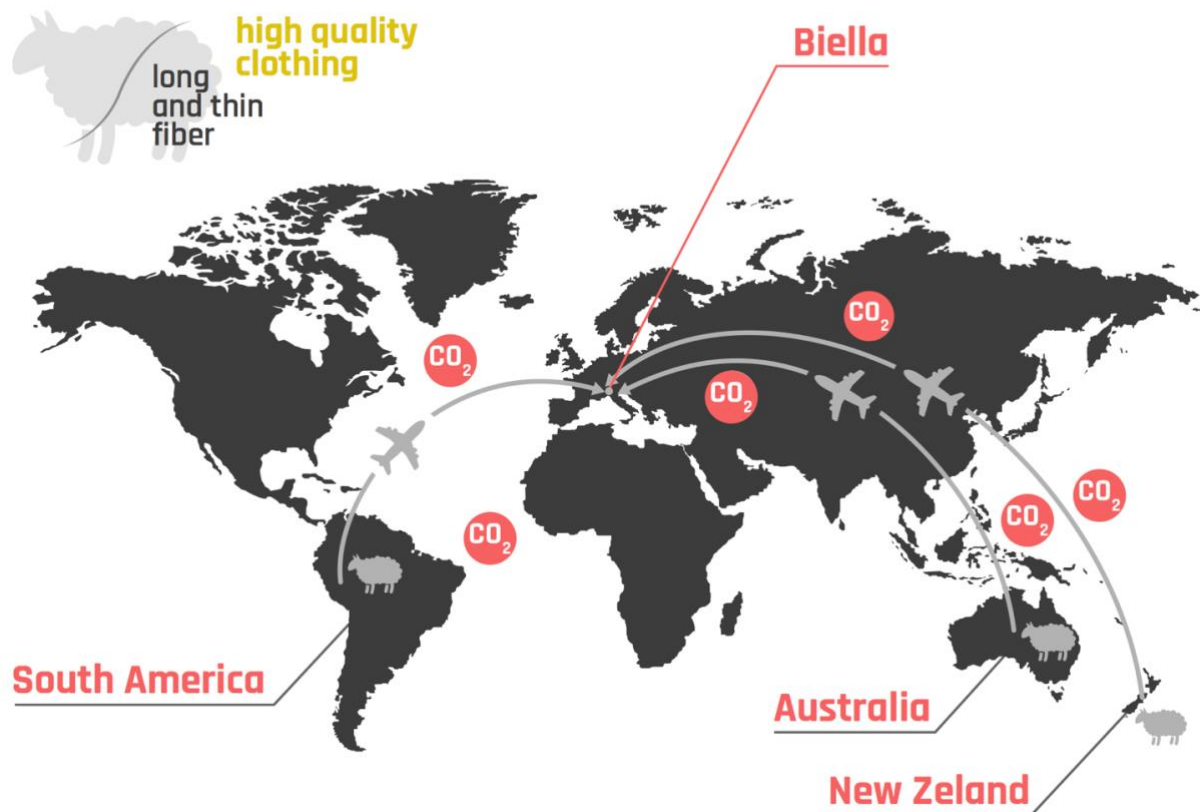 high quality
clothing
long
and thin
fiber
Biella
CO2
CO2
CO2
CO2
CO2
CO2
South America
Australia
New Zeland